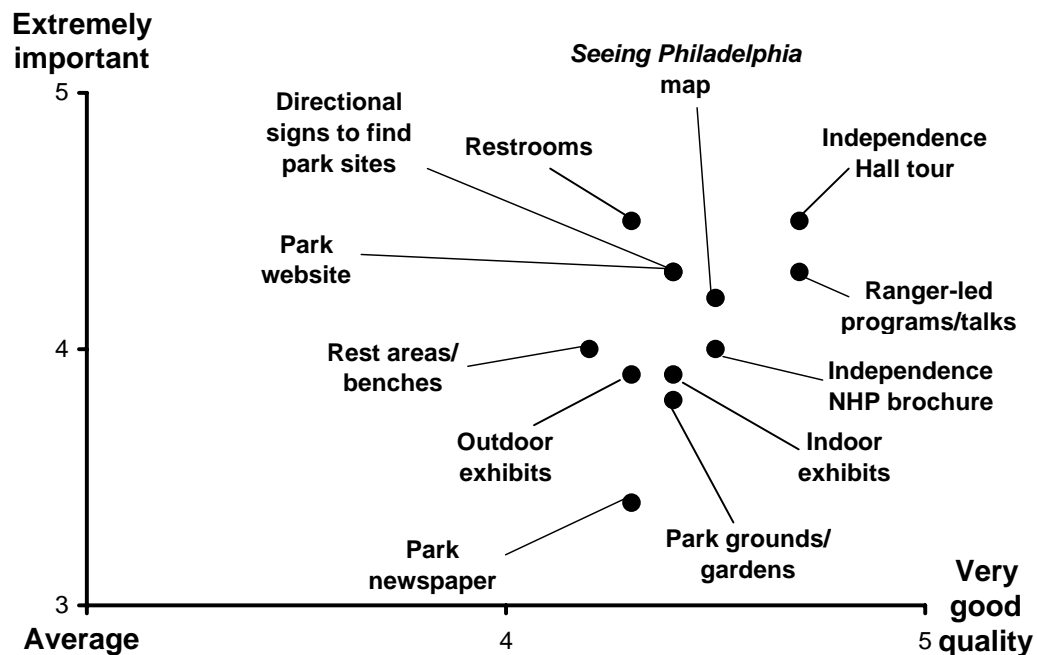 Extremely
important
Seeing Philadelphia
map
5
Directional
signs to find
park sites
Restrooms
Independence
Hall tour
Park
website
Ranger-led
programs/talks
4
Rest areas/
benches
Independence
NHP brochure
Outdoor
exhibits
Indoor
exhibits
Park
newspaper
Park grounds/
gardens
3
Average
4
5
Very
good
quality